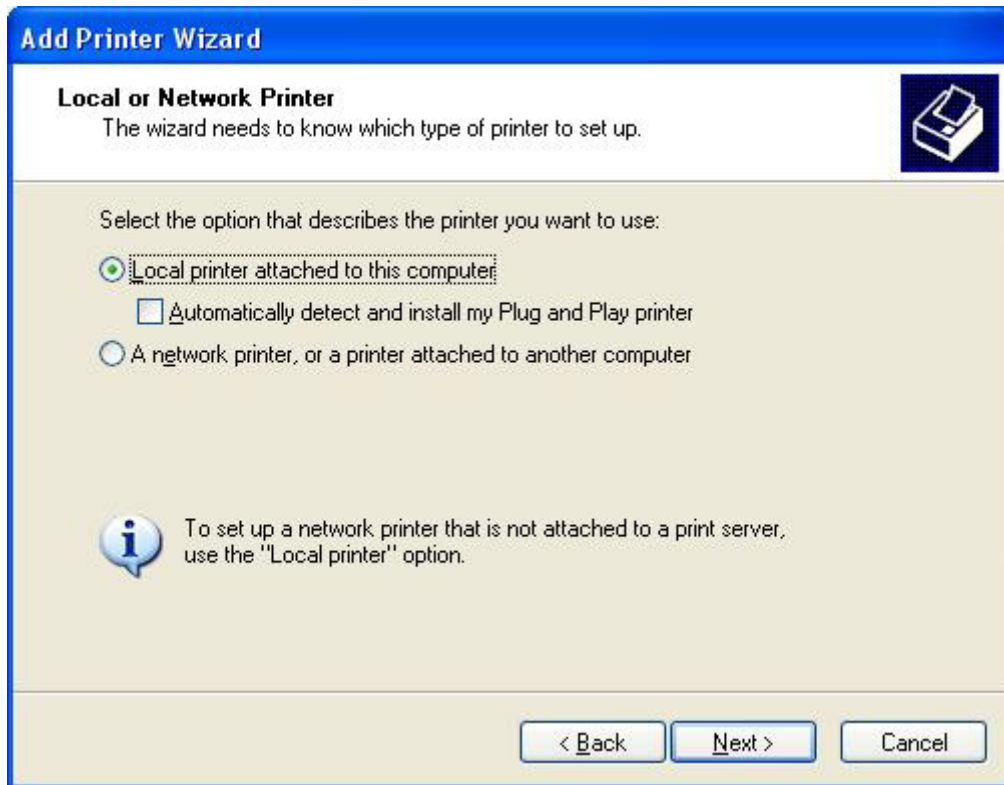 Add Printer Wizard
Local or Network Printer
The wizard needs to know which type of printer to set up.
Select the option that describes the printer you want to use:
Local printer attached to this computer
Automatically detect and install my Plug and Play printer
A network printer, or a printer attached to another computer
To set up a network printer that is not attached to a print server,
use the "Local printer" option.
< Back Next > Cancel